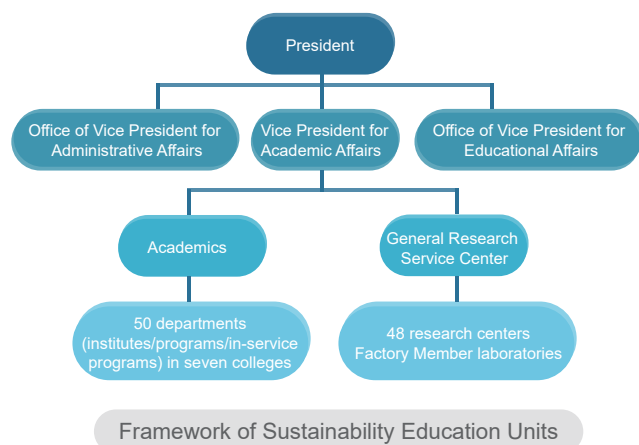 President
Office of Vice President for
Administrative Affairs
Vice President for
Academic Affairs
Office of Vice President for
Educational Affairs
Academics
General Research
Service Center
50 departments
(institutes/programs/in-service
programs) in seven colleges
48 research centers
Factory Member laboratories
Framework of Sustainability Education Units